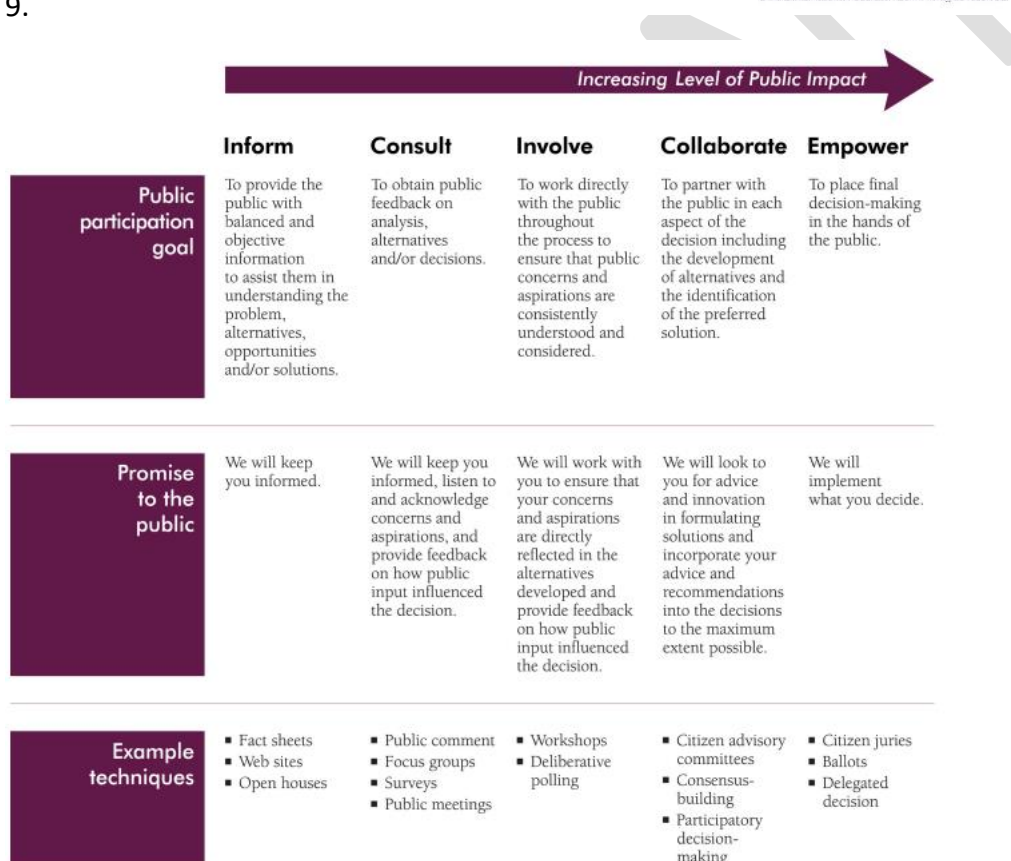 9.
Increasing Level of Public Impact
Inform
Consult
Involve
Collaborate
Empower
Public
participation
goal
To provide the
public with
balanced and
objective
information
to assist them in
understanding the
problem,
alternatives,
opportunities
and/or solutions.
To obtain public
feedback on
analysis,
alternatives
and/or decisions.
To work directly
with the public
throughout
the process to
ensure that public
concerns and
aspirations are
consistently
understood and
considered.
To partner with
the public in each
aspect of the
decision including
the development
of alternatives and
the identification
of the preferred
solution.
To place final
decision-making
in the hands of
the public.
Promise
to the
public
We will keep
you informed.
We will keep you
informed, listen to
and acknowledge
concerns and
aspirations, and
provide feedback
on how public
input influenced
the decision.
We will work with
you to ensure that
your concerns
and aspirations
are directly
reflected in the
alternatives
developed and
provide feedback
on how public
input influenced
the decision.
We will look to
you for advice
and innovation
in formulating
solutions and
incorporate your
advice and
recommendations
into the decisions
to the maximum
extent possible.
We will
implement
what you decide.
Example
techniques
▪ Fact sheets
▪ Web sites
▪ Open houses
▪ Public comment
▪ Focus groups
▪ Surveys
▪ Public meetings
▪ Workshops
▪ Deliberative
polling
▪ Citizen advisory
committees
▪ Consensus-
building
▪ Participatory
decision-
making
▪ Citizen juries
▪ Ballots
▪ Delegated
decision